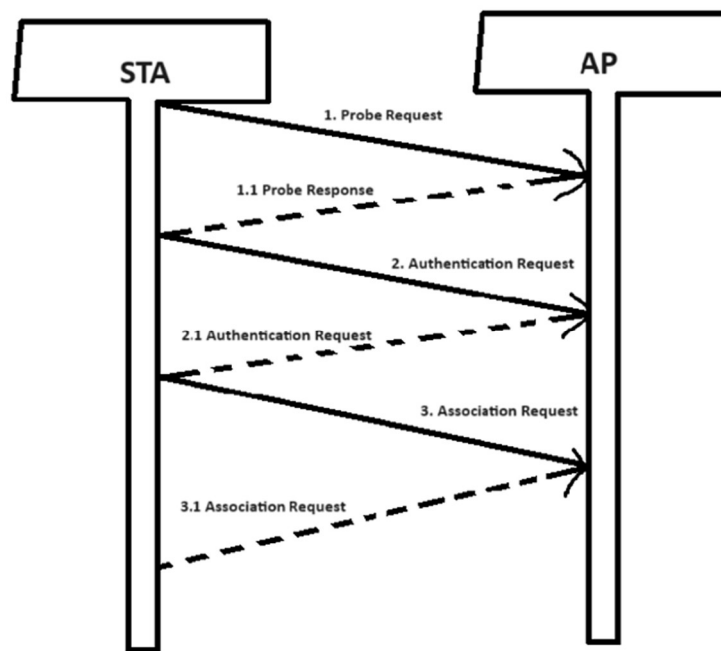 STA
AP
1. Probe Request
1.1 Probe Response
2. Authentication Request
2.1 Authentication Request
3. Association Request
3.1 Association Request